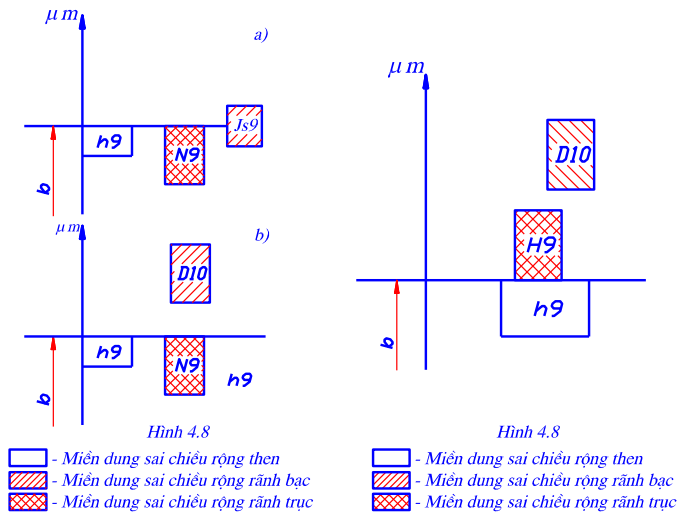 μ m
a)
h9
N9
Js9
b
μ m
b)
D10
h9
N9
h9
b
Hình 4.8
- Miền dung sai chiều rộng then
- Miền dung sai chiều rộng rãnh bạc
- Miền dung sai chiều rộng rãnh trục
μ m
D10
H9
h9
b
Hình 4.8
- Miền dung sai chiều rộng then
- Miền dung sai chiều rộng rãnh bạc
- Miền dung sai chiều rộng rãnh trục